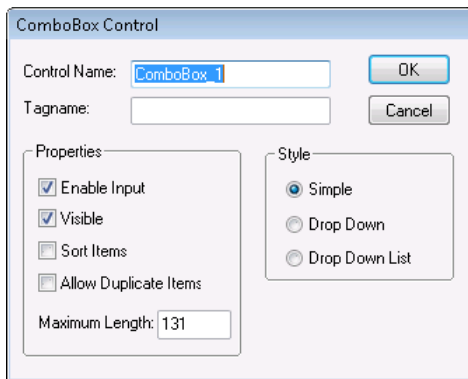 ComboBox Control
Control Name: ComboBox_1 OK
Tagname: Cancel
Properties
Enable Input
Visible
Sort Items
Allow Duplicate Items
Maximum Length: 131
Style
Simple
Drop Down
Drop Down List